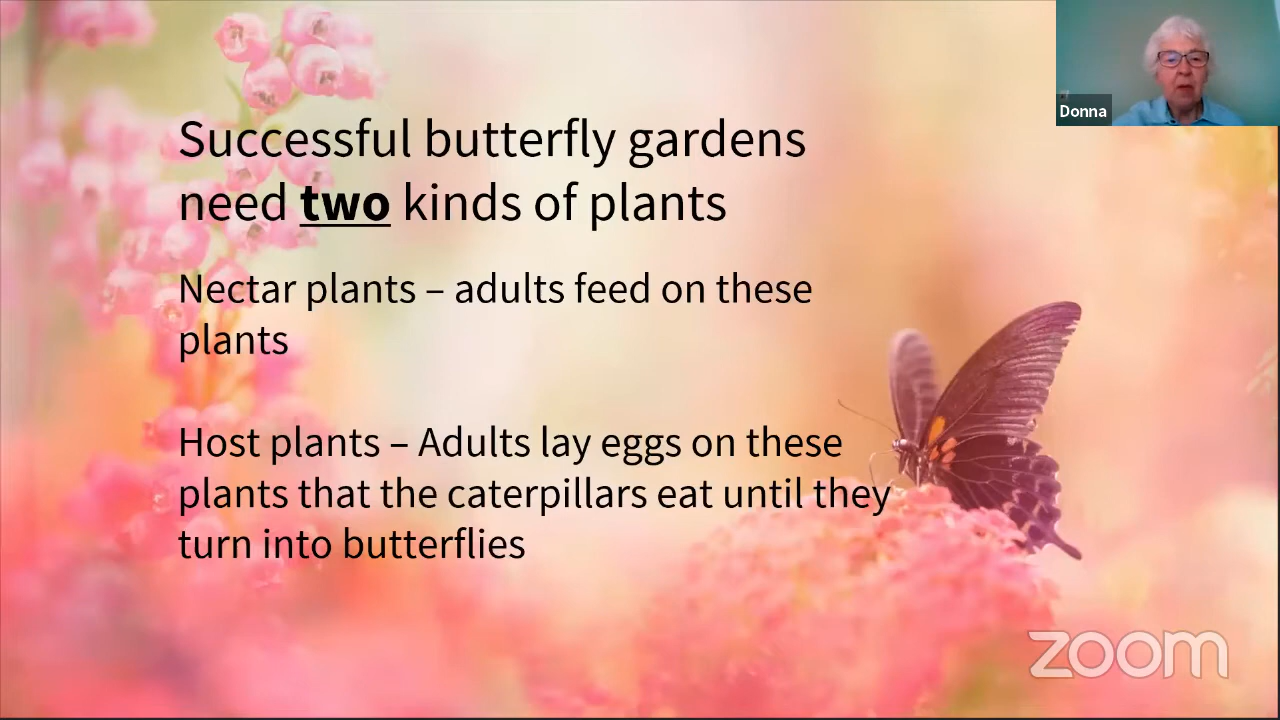 Donna
Successful butterfly gardens
need two kinds of plants
Nectar plants – adults feed on these
plants
Host plants – Adults lay eggs on these
plants that the caterpillars eat until they
turn into butterflies
zoom